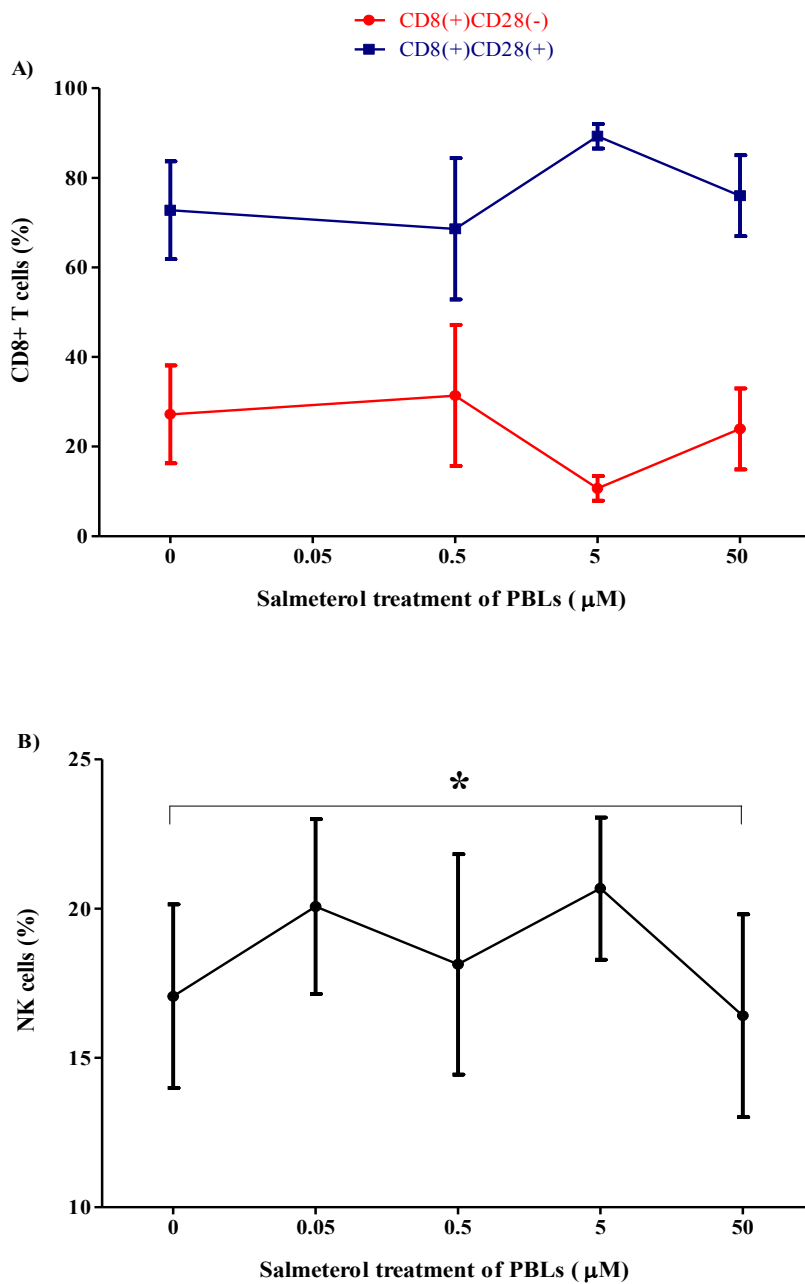 CD8(+)CD28(-)
CD8(+)CD28(+)
A)
100
80
60
40
20
0
CD8+ T cells (%)
0 0.05 0.5 5 50
Salmeterol treatment of PBLs ( μM)
B)
25
20
15
10
NK cells (%)
*
0 0.05 0.5 5 50
Salmeterol treatment of PBLs ( μM)